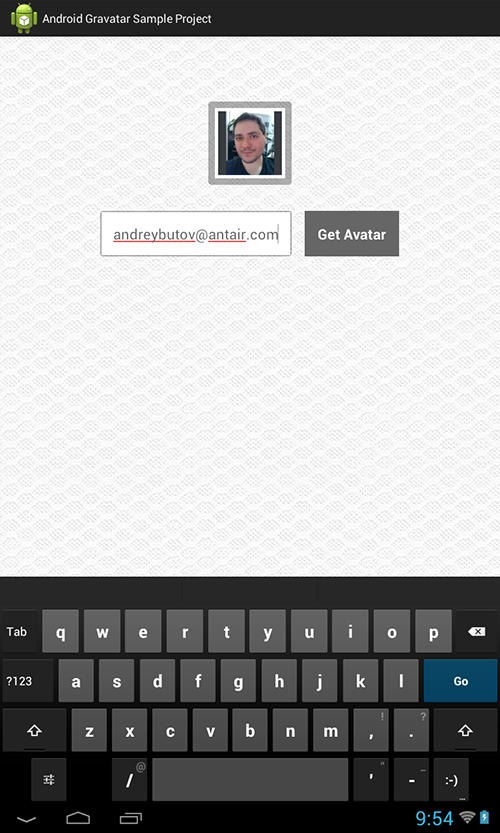 Android Gravatar Sample Project
andreybutov@antair.com
Get Avatar
Tab q w e r t y u i o p
?123 a s d f g h j k l Go
z x c v b n m , ! . ?
/ @ ' " - _ :-) ...
9:54